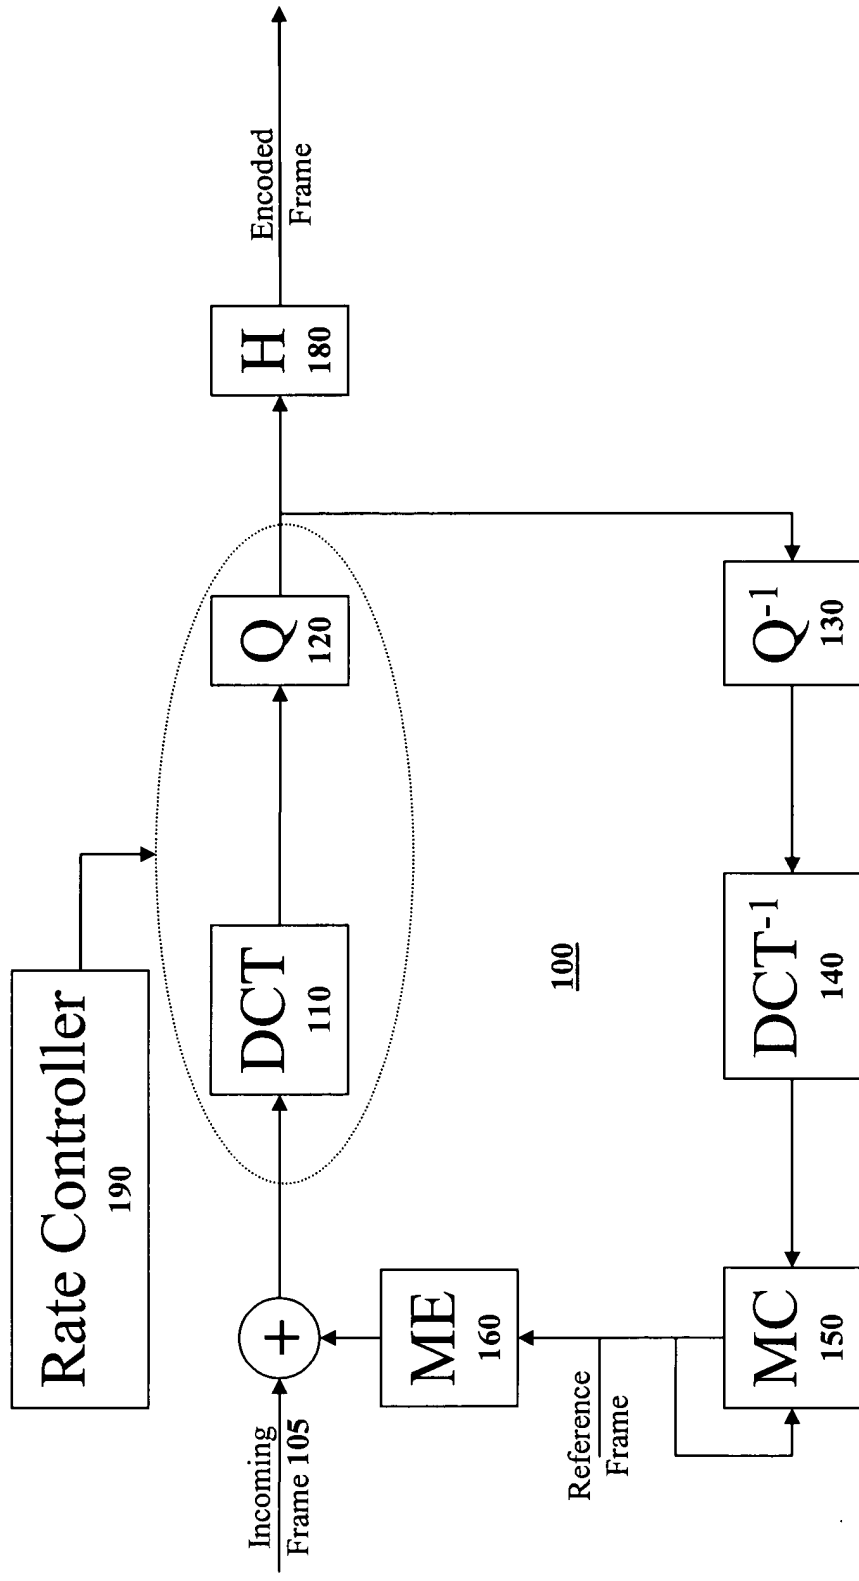 Rate Controller
190
Incoming
Frame 105
+
DCT
110
Q
120
H
180
Encoded
Frame
ME
160
100
Reference
Frame
MC
150
DCT-1
140
Q-1
130